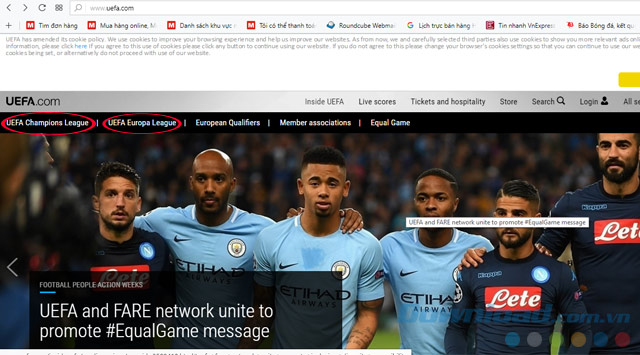 www.uefa.com
Tìm đơn hàng
Mua hàng online, M
Danh sách khu vực
Tôi có thể thanh toá
Roundcube Webmail
Lịch trực bán hàng
Tin nhanh VnExpres
Báo Bóng đá, kết qu
UEFA has amended its cookie policy. We use cookies to improve your browsing experience and help us improve our websites. As from now, we and carefully selected third parties also use cookies to show you more relevant ads
information, please click here If you agree to this use of cookies please click any button to continue using our website. If you do not agree to this please change your browser's cookies settings so that you can continue to use our
cookies being set, or alternatively do not proceed with use of our website.
UEFA.com
Inside UEFA
Live scores
Tickets and hospitality
Store
Search
Login
All se
UEFA Champions League | UEFA Europa League | European Qualifiers | Member associations | Equal Game
UEFA and FARE network unite to promote #EqualGame message
ETIHAD
ETIHAD
ETIHAD
Kappa
Kappa
Lete
Lete
FOOTBALL PEOPLE ACTION WEEKS
UEFA and FARE network unite to
promote #EqualGame message
Download.com.vn